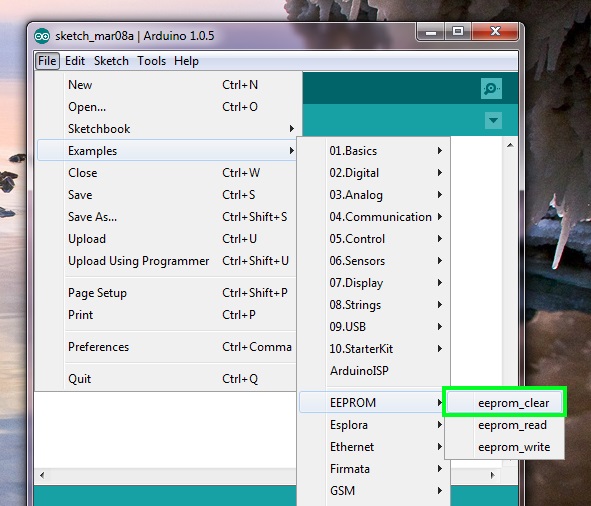 sketch_mar08a | Arduino 1.0.5
File Edit Sketch Tools Help
New Ctrl+N
Open... Ctrl+O
Sketchbook
Examples
Close Ctrl+W
Save Ctrl+S
Save As... Ctrl+Shift+S
Upload Ctrl+U
Upload Using Programmer Ctrl+Shift+U
Page Setup Ctrl+Shift+P
Print Ctrl+P
Preferences Ctrl+Comma
Quit Ctrl+Q
01.Basics
02.Digital
03.Analog
04.Communication
05.Control
06.Sensors
07.Display
08.Strings
09.USB
10.StarterKit
ArduinoISP
EEPROM
Esplora
Ethernet
Firmata
GSM
eeprom_clear
eeprom_read
eeprom_write